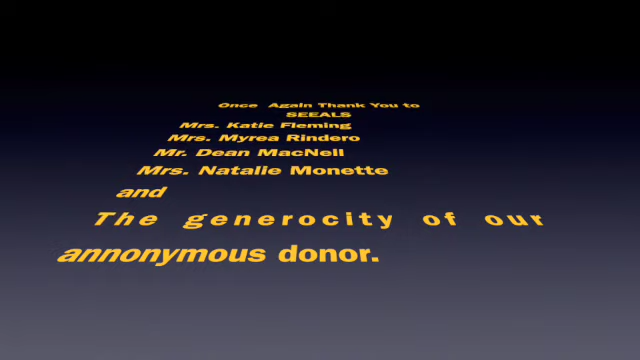 Once Again Thank You to
SEEALS
Mrs. Katie Fleming
Mrs. Myrea Rindero
Mr. Dean MacNeil
Mrs. Natalie Monette
and
The generocity of our
annonymous donor.